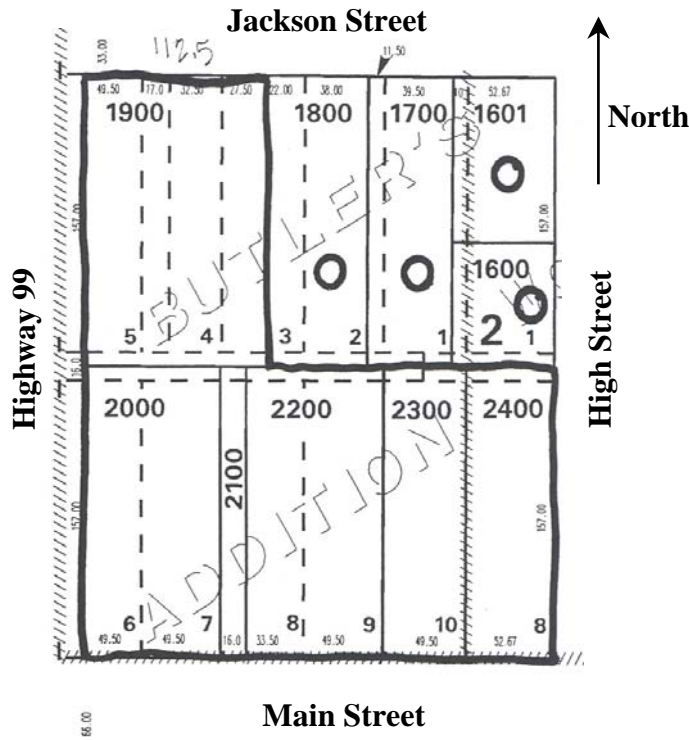 Jackson Street
112.5
33.00
11.50
49.50 17.0 32.50 27.50 22.00 38.00 39.50 10 52.67
1900 1800 1700 1601
North
BUTLER'S
157.00
157.00
1600
Highway 99
High Street
5 4 3 2 1 2 1
16.0
2000 2200 2300 2400
2100
ADDITION
157.00
157.00
6 7 8 9 10 8
49.50 49.50 16.0 33.50 49.50 49.50 52.67
Main Street
66.00